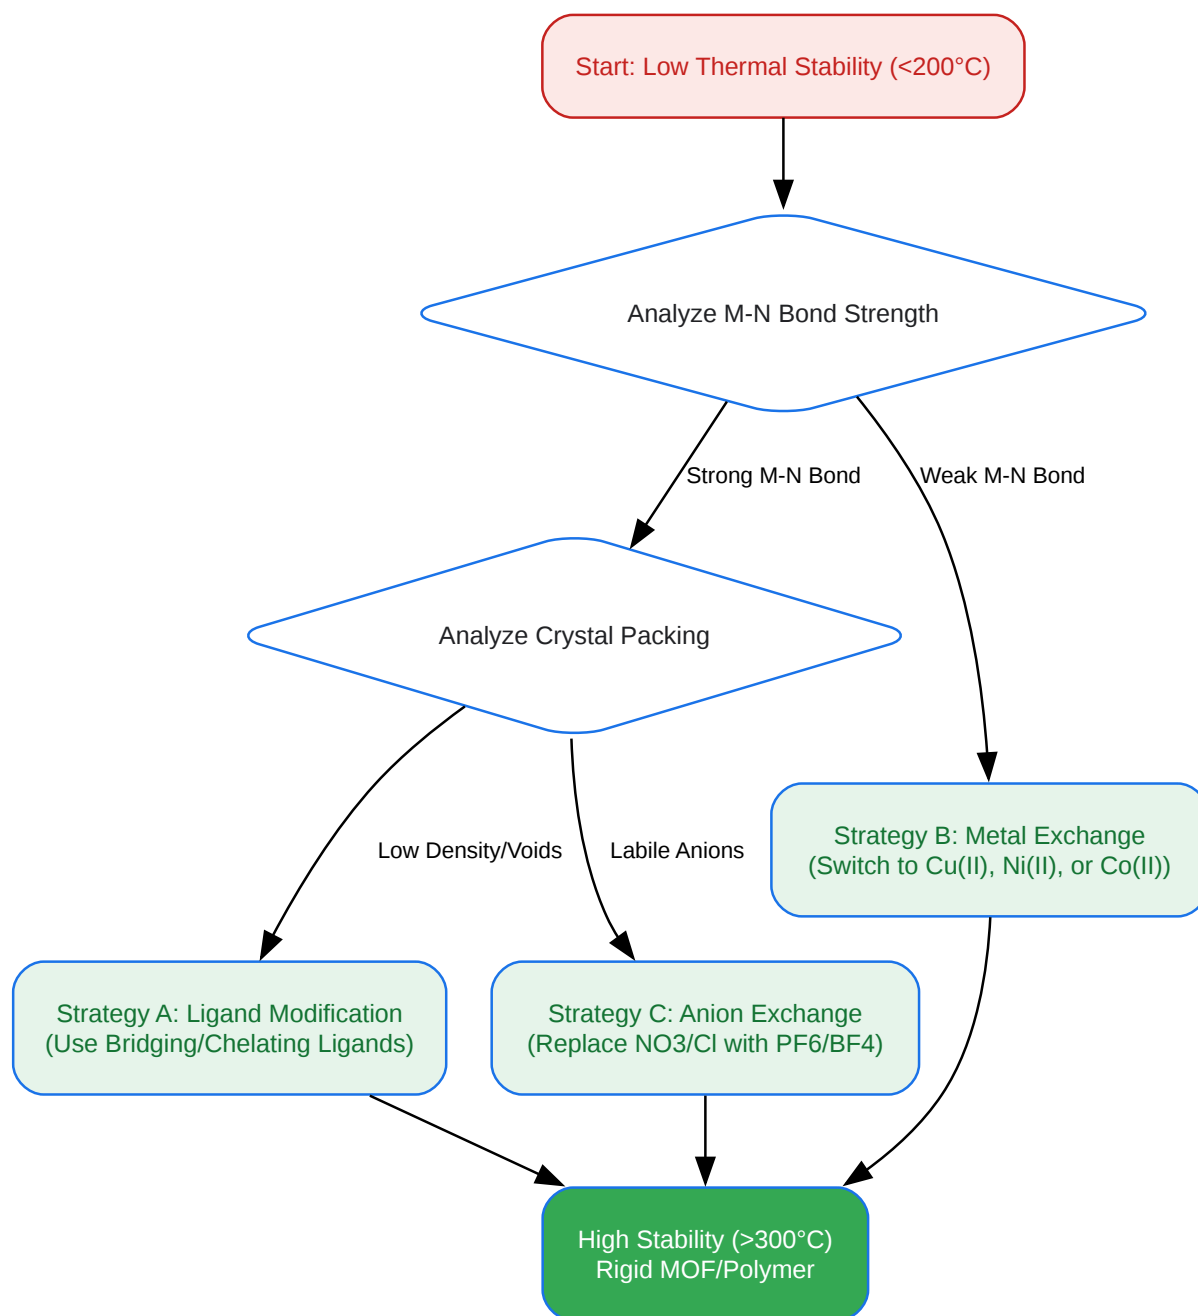 Start: Low Thermal Stability (<200°C)
Analyze M-N Bond Strength
Strong M-N Bond
Weak M-N Bond
Analyze Crystal Packing
Low Density/Voids
Labile Anions
Strategy B: Metal Exchange
(Switch to Cu(II), Ni(II), or Co(II))
Strategy A: Ligand Modification
(Use Bridging/Chelating Ligands)
Strategy C: Anion Exchange
(Replace NO3/Cl with PF6/BF4)
High Stability (>300°C)
Rigid MOF/Polymer